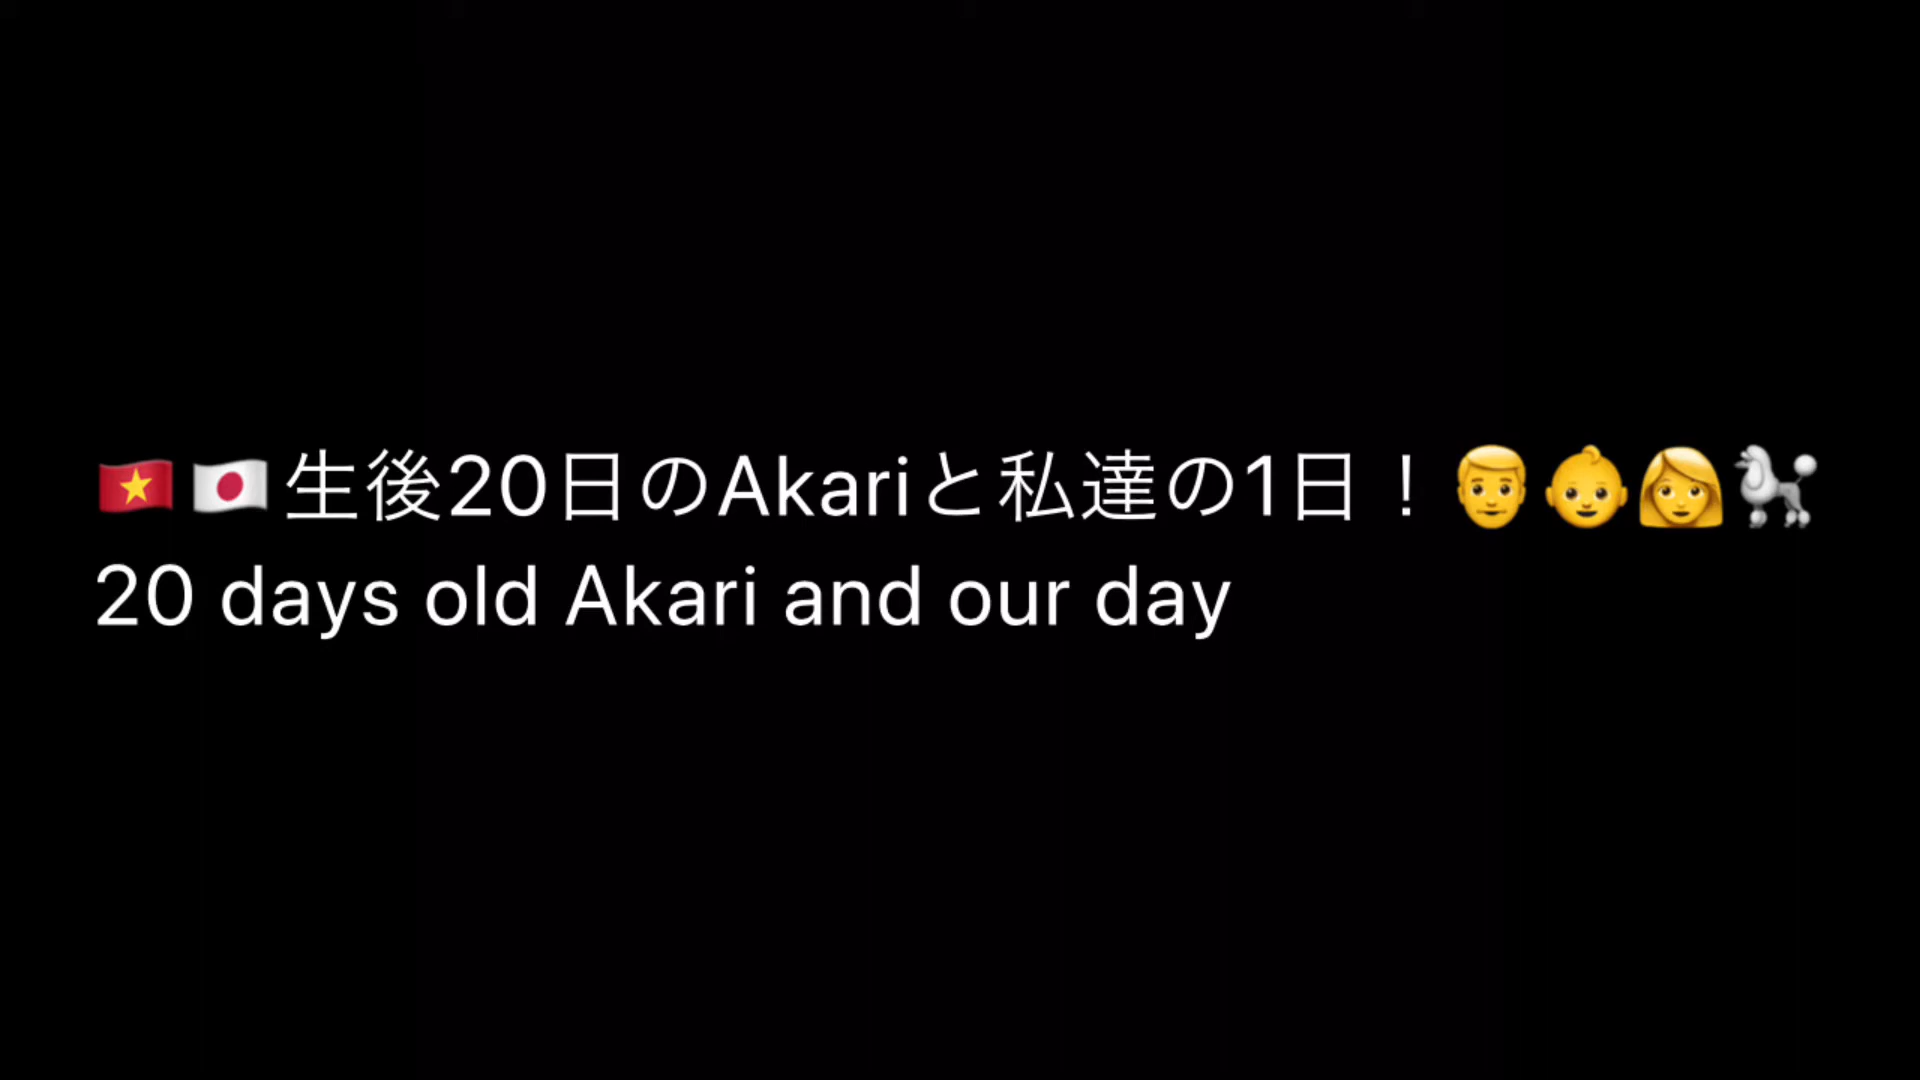 🇻🇳🇯🇵生後20日のAkariと私達の1日！👨👶👩🐩
20 days old Akari and our day